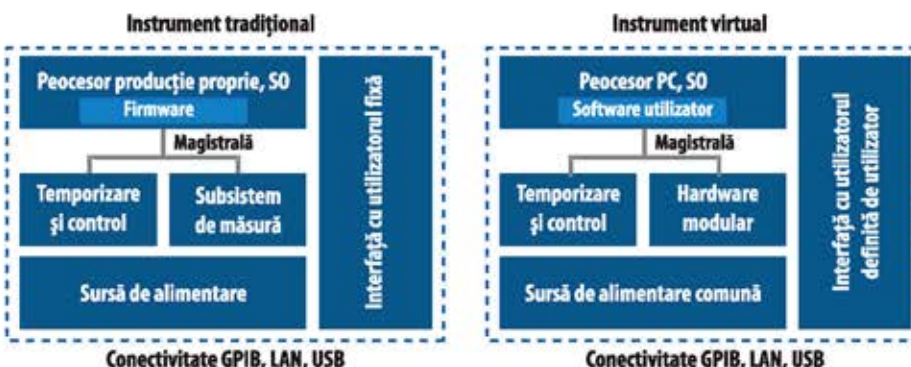 Instrument tradițional
Peocesor producție proprie, SO
Firmware
Magistrală
Temporizare
și control
Subsistem
de măsură
Sursă de alimentare
Interfață cu utilizatorul fixă
Conectivitate GPIB, LAN, USB
Instrument virtual
Peocesor PC, SO
Software utilizator
Magistrală
Temporizare
și control
Hardware
modular
Sursă de alimentare comună
Interfață cu utilizatorul
definită de utilizator
Conectivitate GPIB, LAN, USB